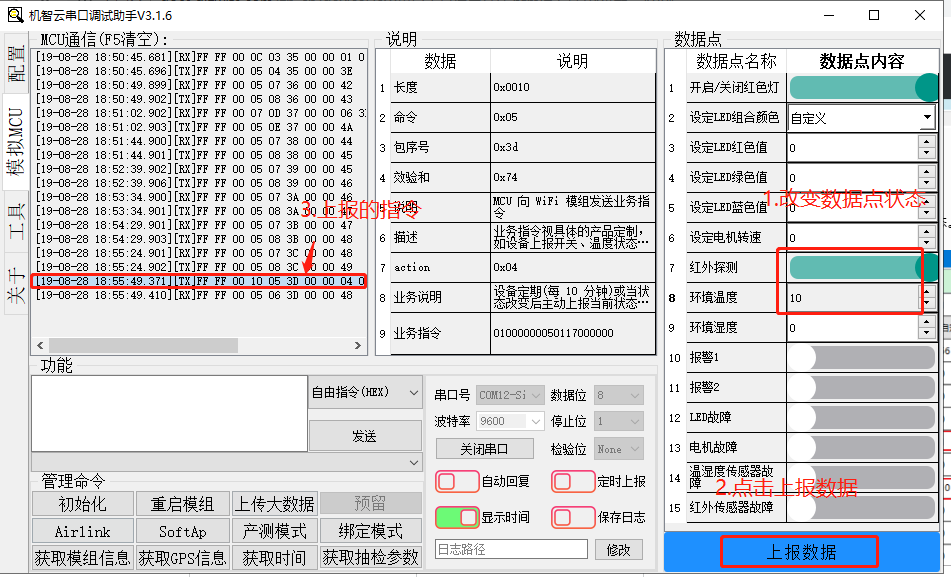 机智云串口调试助手V3.1.6
配置
模拟MCU
工具
关于
MCU通信(F5清空):
[19-08-28 18:50:45.681][RX]FF FF 00 0C 03 35 00 00 01 0
[19-08-28 18:50:45.696][TX]FF FF 00 05 04 35 00 00 3E
[19-08-28 18:50:49.899][RX]FF FF 00 05 07 36 00 00 42
[19-08-28 18:50:49.902][TX]FF FF 00 05 08 36 00 00 43
[19-08-28 18:51:02.902][RX]FF FF 00 07 0D 37 00 00 06 3
[19-08-28 18:51:02.903][TX]FF FF 00 05 0E 37 00 00 4A
[19-08-28 18:51:44.900][RX]FF FF 00 05 07 38 00 00 44
[19-08-28 18:51:44.900][TX]FF FF 00 05 08 38 00 00 45
[19-08-28 18:52:39.902][RX]FF FF 00 05 07 39 00 00 45
[19-08-28 18:52:39.906][TX]FF FF 00 05 08 39 00 00 46
[19-08-28 18:53:34.900][RX]FF FF 00 05 07 3A 00 00 46
[19-08-28 18:53:34.901][TX]FF FF 00 05 08 3A 00 00 47
[19-08-28 18:54:29.901][RX]FF FF 00 05 07 3B 00 00 47
[19-08-28 18:54:29.903][TX]FF FF 00 05 08 3B 00 00 48
[19-08-28 18:55:24.901][RX]FF FF 00 05 07 3C 00 00 48
[19-08-28 18:55:24.902][TX]FF FF 00 05 08 3C 00 00 49
[19-08-28 18:55:49.371][TX]FF FF 00 10 05 3D 00 00 04 0
[19-08-28 18:55:49.410][RX]FF FF 00 05 06 3D 00 00 48
3.上报的指令
说明
数据 说明
1 长度 0x0010
2 命令 0x05
3 包序号 0x3d
4 效验和 0x74
5 说明 MCU 向 WiFi 模组发送业务指
令
6 描述 业务指令视具体的产品定制,
如设备上报开关、温度状态…
7 action 0x04
8 业务说明 设备定期(每 10 分钟)或当状
态改变后主动上报当前状态…
9 业务指令 01000000050117000000
数据点
数据点名称 数据点内容
1 开启/关闭红色灯
2 设定LED组合颜色 自定义
3 设定LED红色值 0
4 设定LED绿色值 0
5 设定LED蓝色值 0
1.改变数据点状态
6 设定电机转速 0
7 红外探测
8 环境温度 10
9 环境湿度 0
10 报警1
11 报警2
12 LED故障
13 电机故障
14 温湿度传感器故
障
2.点击上报数据
15 红外传感器故障
上报数据
功能
自由指令(HEX)
发送
管理命令
初始化 重启模组 上传大数据 预留
Airlink SoftAp 产测模式 绑定模式
获取模组信息 获取GPS信息 获取时间 获取抽检参数
串口号 COM12-Si 数据位 8
波特率 9600 停止位 1
关闭串口 检验位 None
自动回复 定时上报
显示时间 保存日志
日志路径 修改